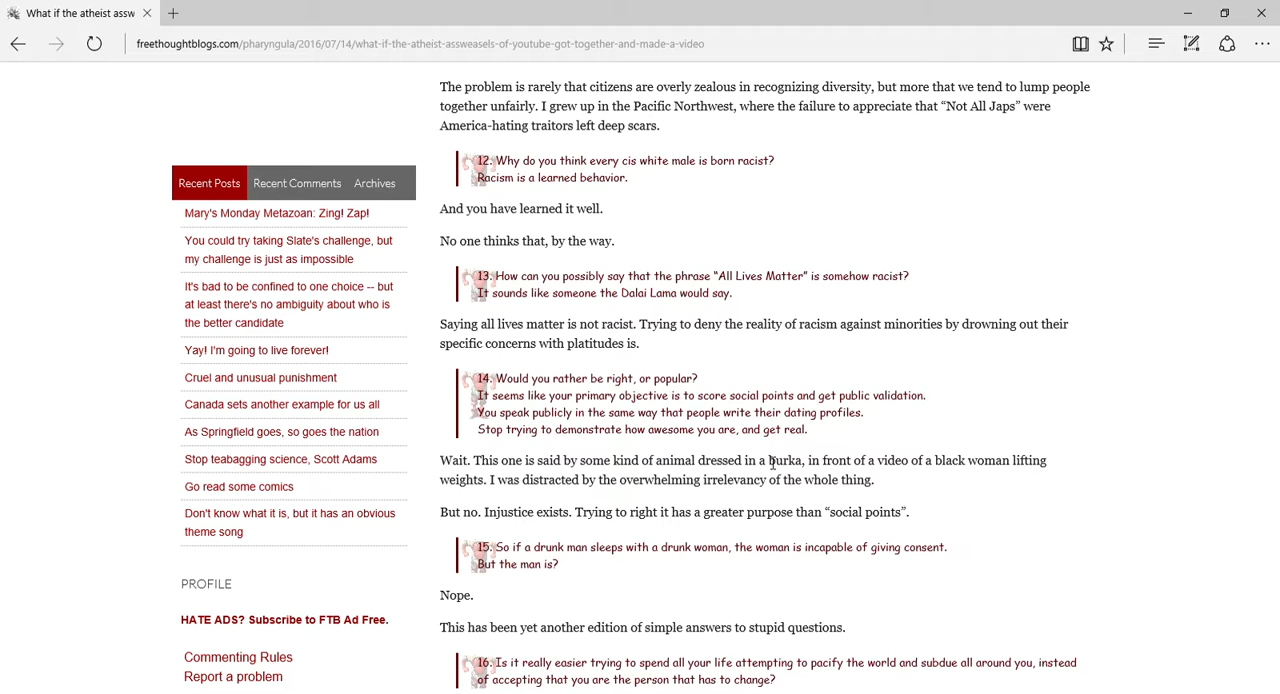 What if the atheist assw
freethoughtblogs.com/pharyngula/2016/07/14/what-if-the-atheist-assweasels-of-youtube-got-together-and-made-a-video
The problem is rarely that citizens are overly zealous in recognizing diversity, but more that we tend to lump people
together unfairly. I grew up in the Pacific Northwest, where the failure to appreciate that “Not All Japs” were
America-hating traitors left deep scars.
12. Why do you think every cis white male is born racist?
Racism is a learned behavior.
And you have learned it well.
No one thinks that, by the way.
13. How can you possibly say that the phrase “All Lives Matter” is somehow racist?
It sounds like someone the Dalai Lama would say.
Saying all lives matter is not racist. Trying to deny the reality of racism against minorities by drowning out their
specific concerns with platitudes is.
14. Would you rather be right, or popular?
It seems like your primary objective is to score social points and get public validation.
You speak publicly in the same way that people write their dating profiles.
Stop trying to demonstrate how awesome you are, and get real.
Wait. This one is said by some kind of animal dressed in a burka, in front of a video of a black woman lifting
weights. I was distracted by the overwhelming irrelevancy of the whole thing.
But no. Injustice exists. Trying to right it has a greater purpose than “social points”.
15. So if a drunk man sleeps with a drunk woman, the woman is incapable of giving consent.
But the man is?
Nope.
This has been yet another edition of simple answers to stupid questions.
16. Is it really easier trying to spend all your life attempting to pacify the world and subdue all around you, instead
of accepting that you are the person that has to change?
Recent Posts
Recent Comments
Archives
Mary's Monday Metazoan: Zing! Zap!
You could try taking Slate's challenge, but
my challenge is just as impossible
It's bad to be confined to one choice -- but
at least there's no ambiguity about who is
the better candidate
Yay! I'm going to live forever!
Cruel and unusual punishment
Canada sets another example for us all
As Springfield goes, so goes the nation
Stop teabagging science, Scott Adams
Go read some comics
Don't know what it is, but it has an obvious
theme song
PROFILE
HATE ADS? Subscribe to FTB Ad Free.
Commenting Rules
Report a problem